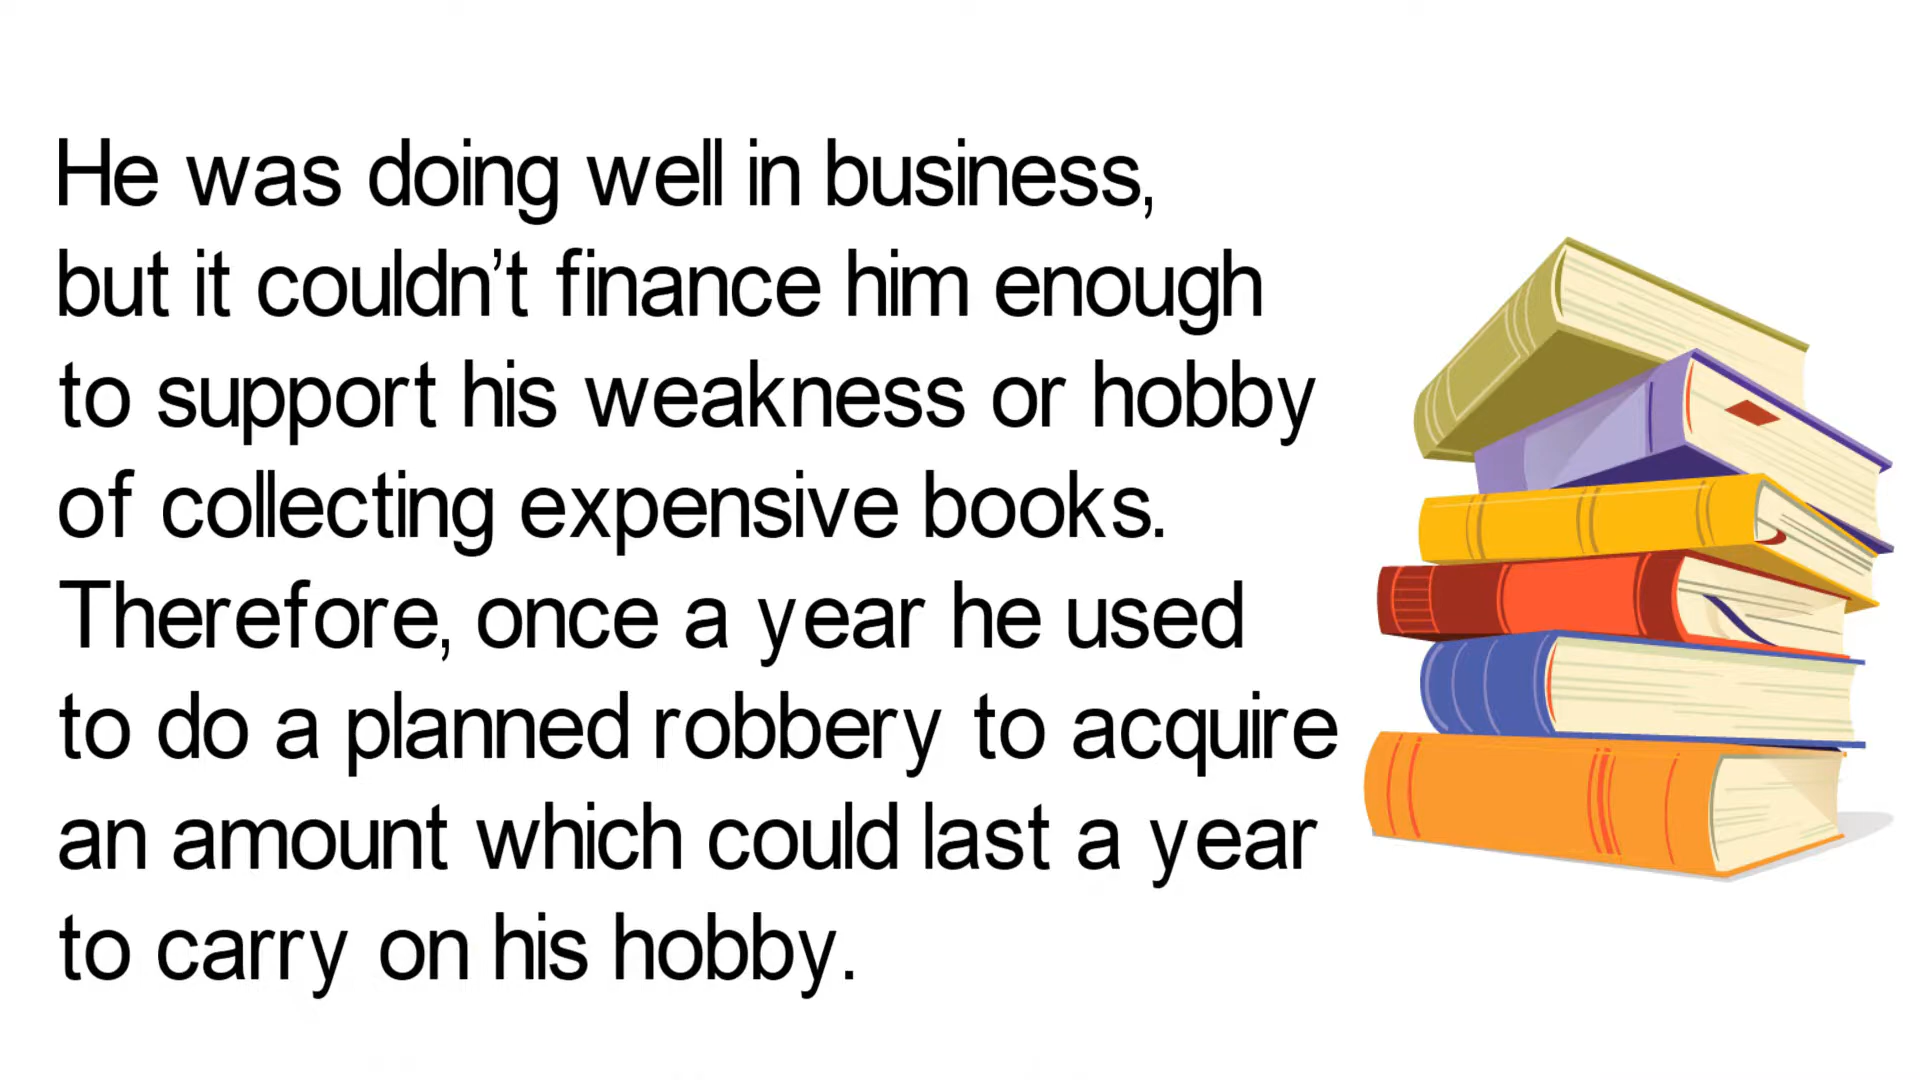 He was doing well in business,
but it couldn’t finance him enough
to support his weakness or hobby
of collecting expensive books.
Therefore, once a year he used
to do a planned robbery to acquire
an amount which could last a year
to carry on his hobby.